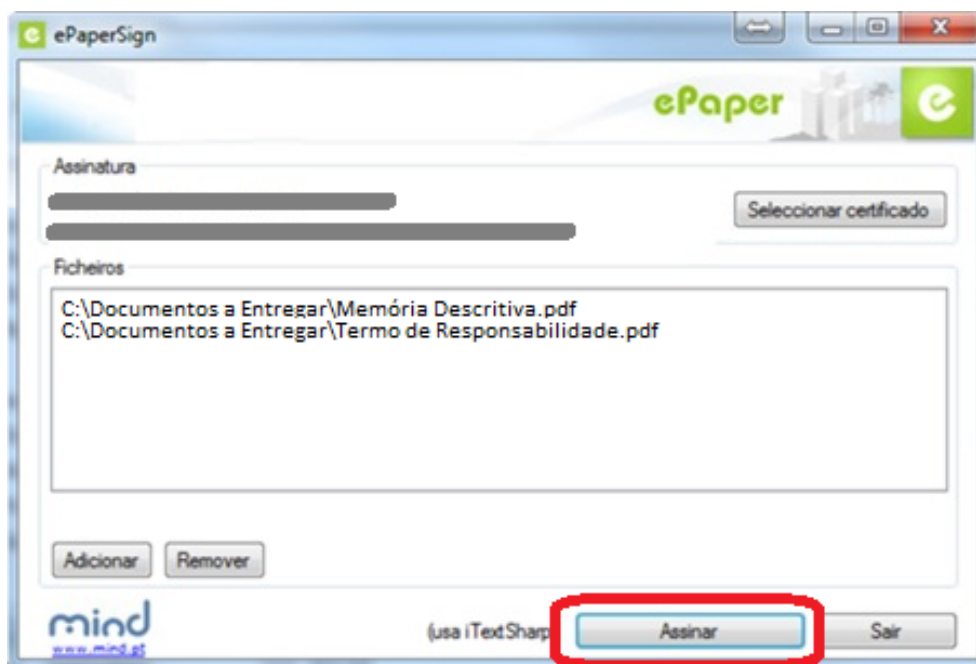 ePaperSign
ePaper
Assinatura
Seleccionar certificado
Ficheiros
C:\Documentos a Entregar\Memória Descritiva.pdf
C:\Documentos a Entregar\Termo de Responsabilidade.pdf
Adicionar Remover
mind
www.mind.pt
(usa iTextSharp
Assinar
Sair